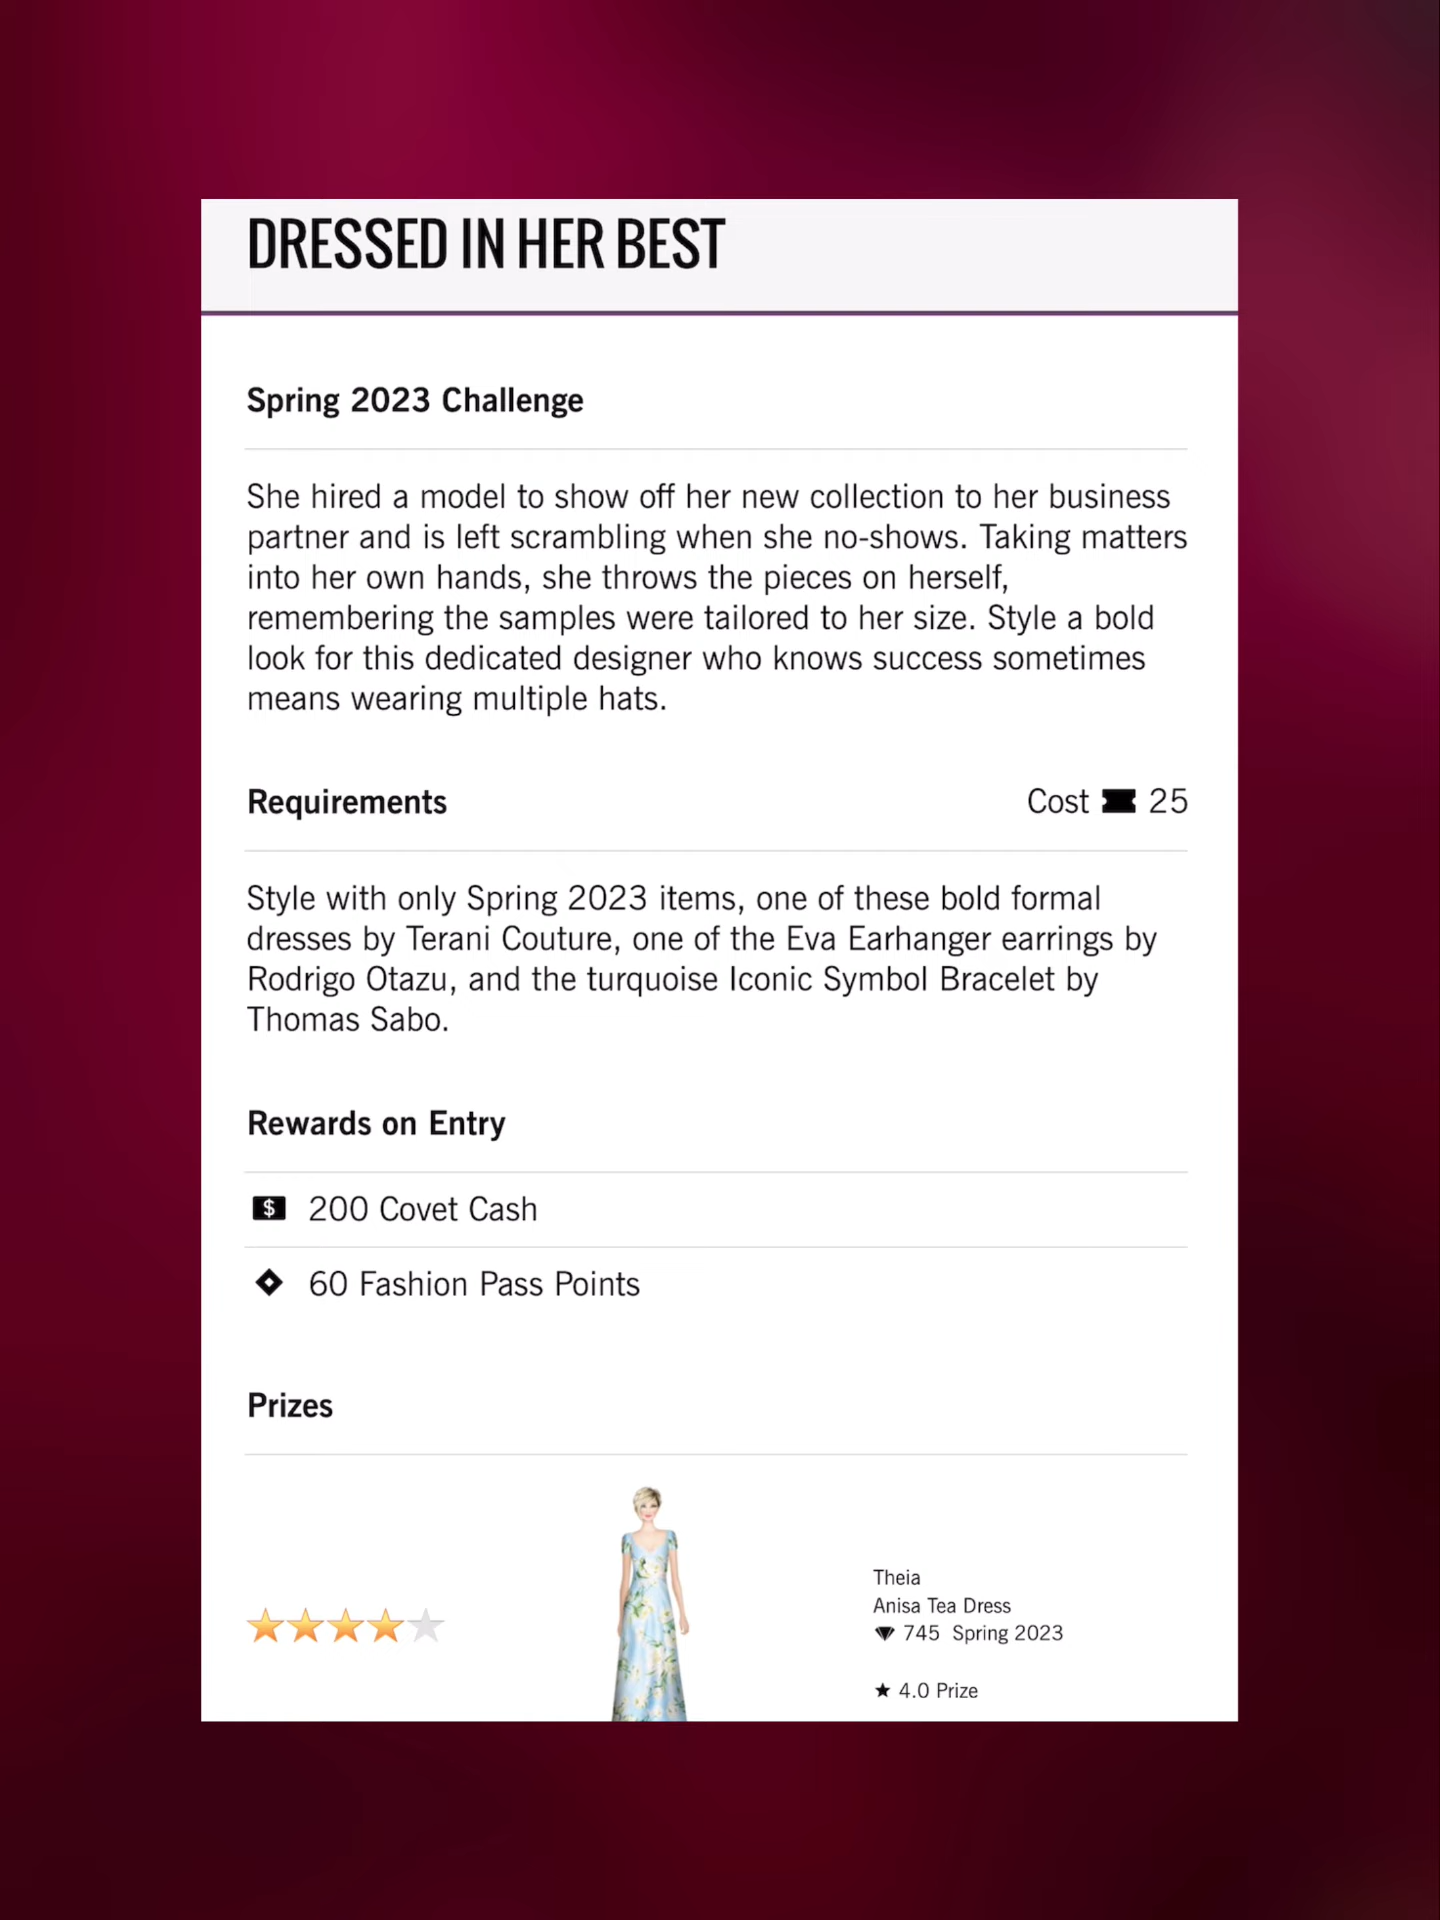 DRESSED IN HER BEST
Spring 2023 Challenge
She hired a model to show off her new collection to her business
partner and is left scrambling when she no-shows. Taking matters
into her own hands, she throws the pieces on herself,
remembering the samples were tailored to her size. Style a bold
look for this dedicated designer who knows success sometimes
means wearing multiple hats.
Requirements
Cost 25
Style with only Spring 2023 items, one of these bold formal
dresses by Terani Couture, one of the Eva Earhanger earrings by
Rodrigo Otazu, and the turquoise Iconic Symbol Bracelet by
Thomas Sabo.
Rewards on Entry
$ 200 Covet Cash
60 Fashion Pass Points
Prizes
Theia
Anisa Tea Dress
745 Spring 2023
★ 4.0 Prize